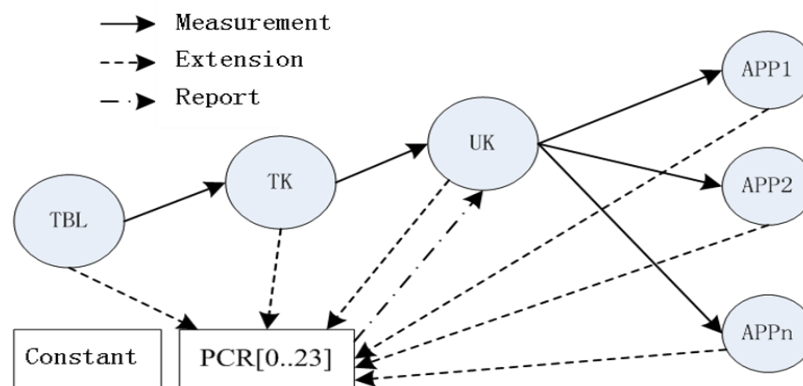 Measurement
Extension
Report
APP1
UK
TK
APP2
TBL
APPn
Constant
PCR[0..23]